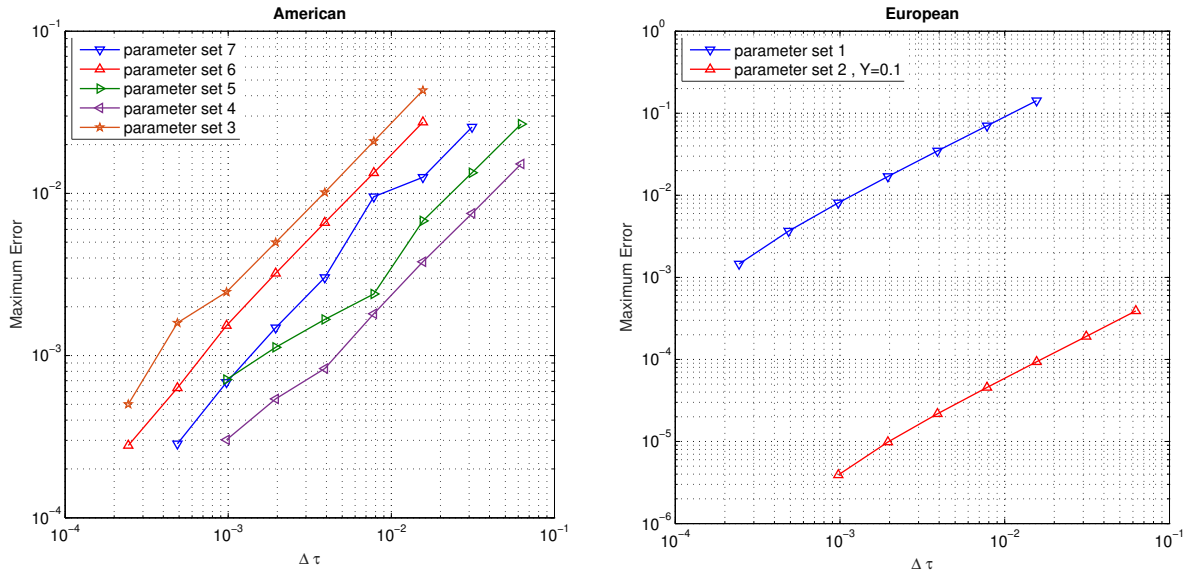 American
10⁻¹
10⁻²
10⁻³
10⁻⁴
10⁻⁴
10⁻³
10⁻²
10⁻¹
Maximum Error
Δ τ
parameter set 7
parameter set 6
parameter set 5
parameter set 4
parameter set 3
European
10⁰
10⁻¹
10⁻²
10⁻³
10⁻⁴
10⁻⁵
10⁻⁶
10⁻⁴
10⁻³
10⁻²
10⁻¹
Maximum Error
Δ τ
parameter set 1
parameter set 2 , Y=0.1